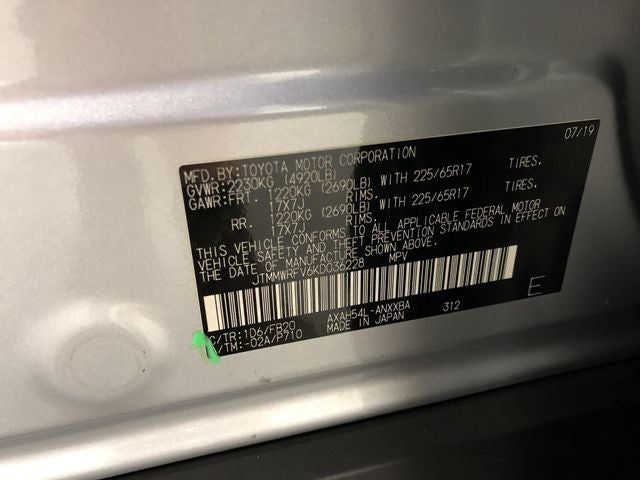 07/19
MFD.BY:TOYOTA MOTOR CORPORATION
GVWR:2230KG (4920LB)
GAWR:FRT. 1220KG (2690LB) WITH 225/65R17 TIRES.
17X7J RIMS.
RR. 1220KG (2690LB) WITH 225/65R17 TIRES.
17X7J RIMS.
THIS VEHICLE CONFORMS TO ALL APPLICABLE FEDERAL MOTOR
VEHICLE SAFETY AND THEFT PREVENTION STANDARDS IN EFFECT ON
THE DATE OF MANUFACTURE SHOWN ABOVE.
JTMMWRFV6KD036228 MPV
E
C/TR:1D6/FB20 AXAH54L-ANXXBA 312
A/TM:-02A/P710 MADE IN JAPAN